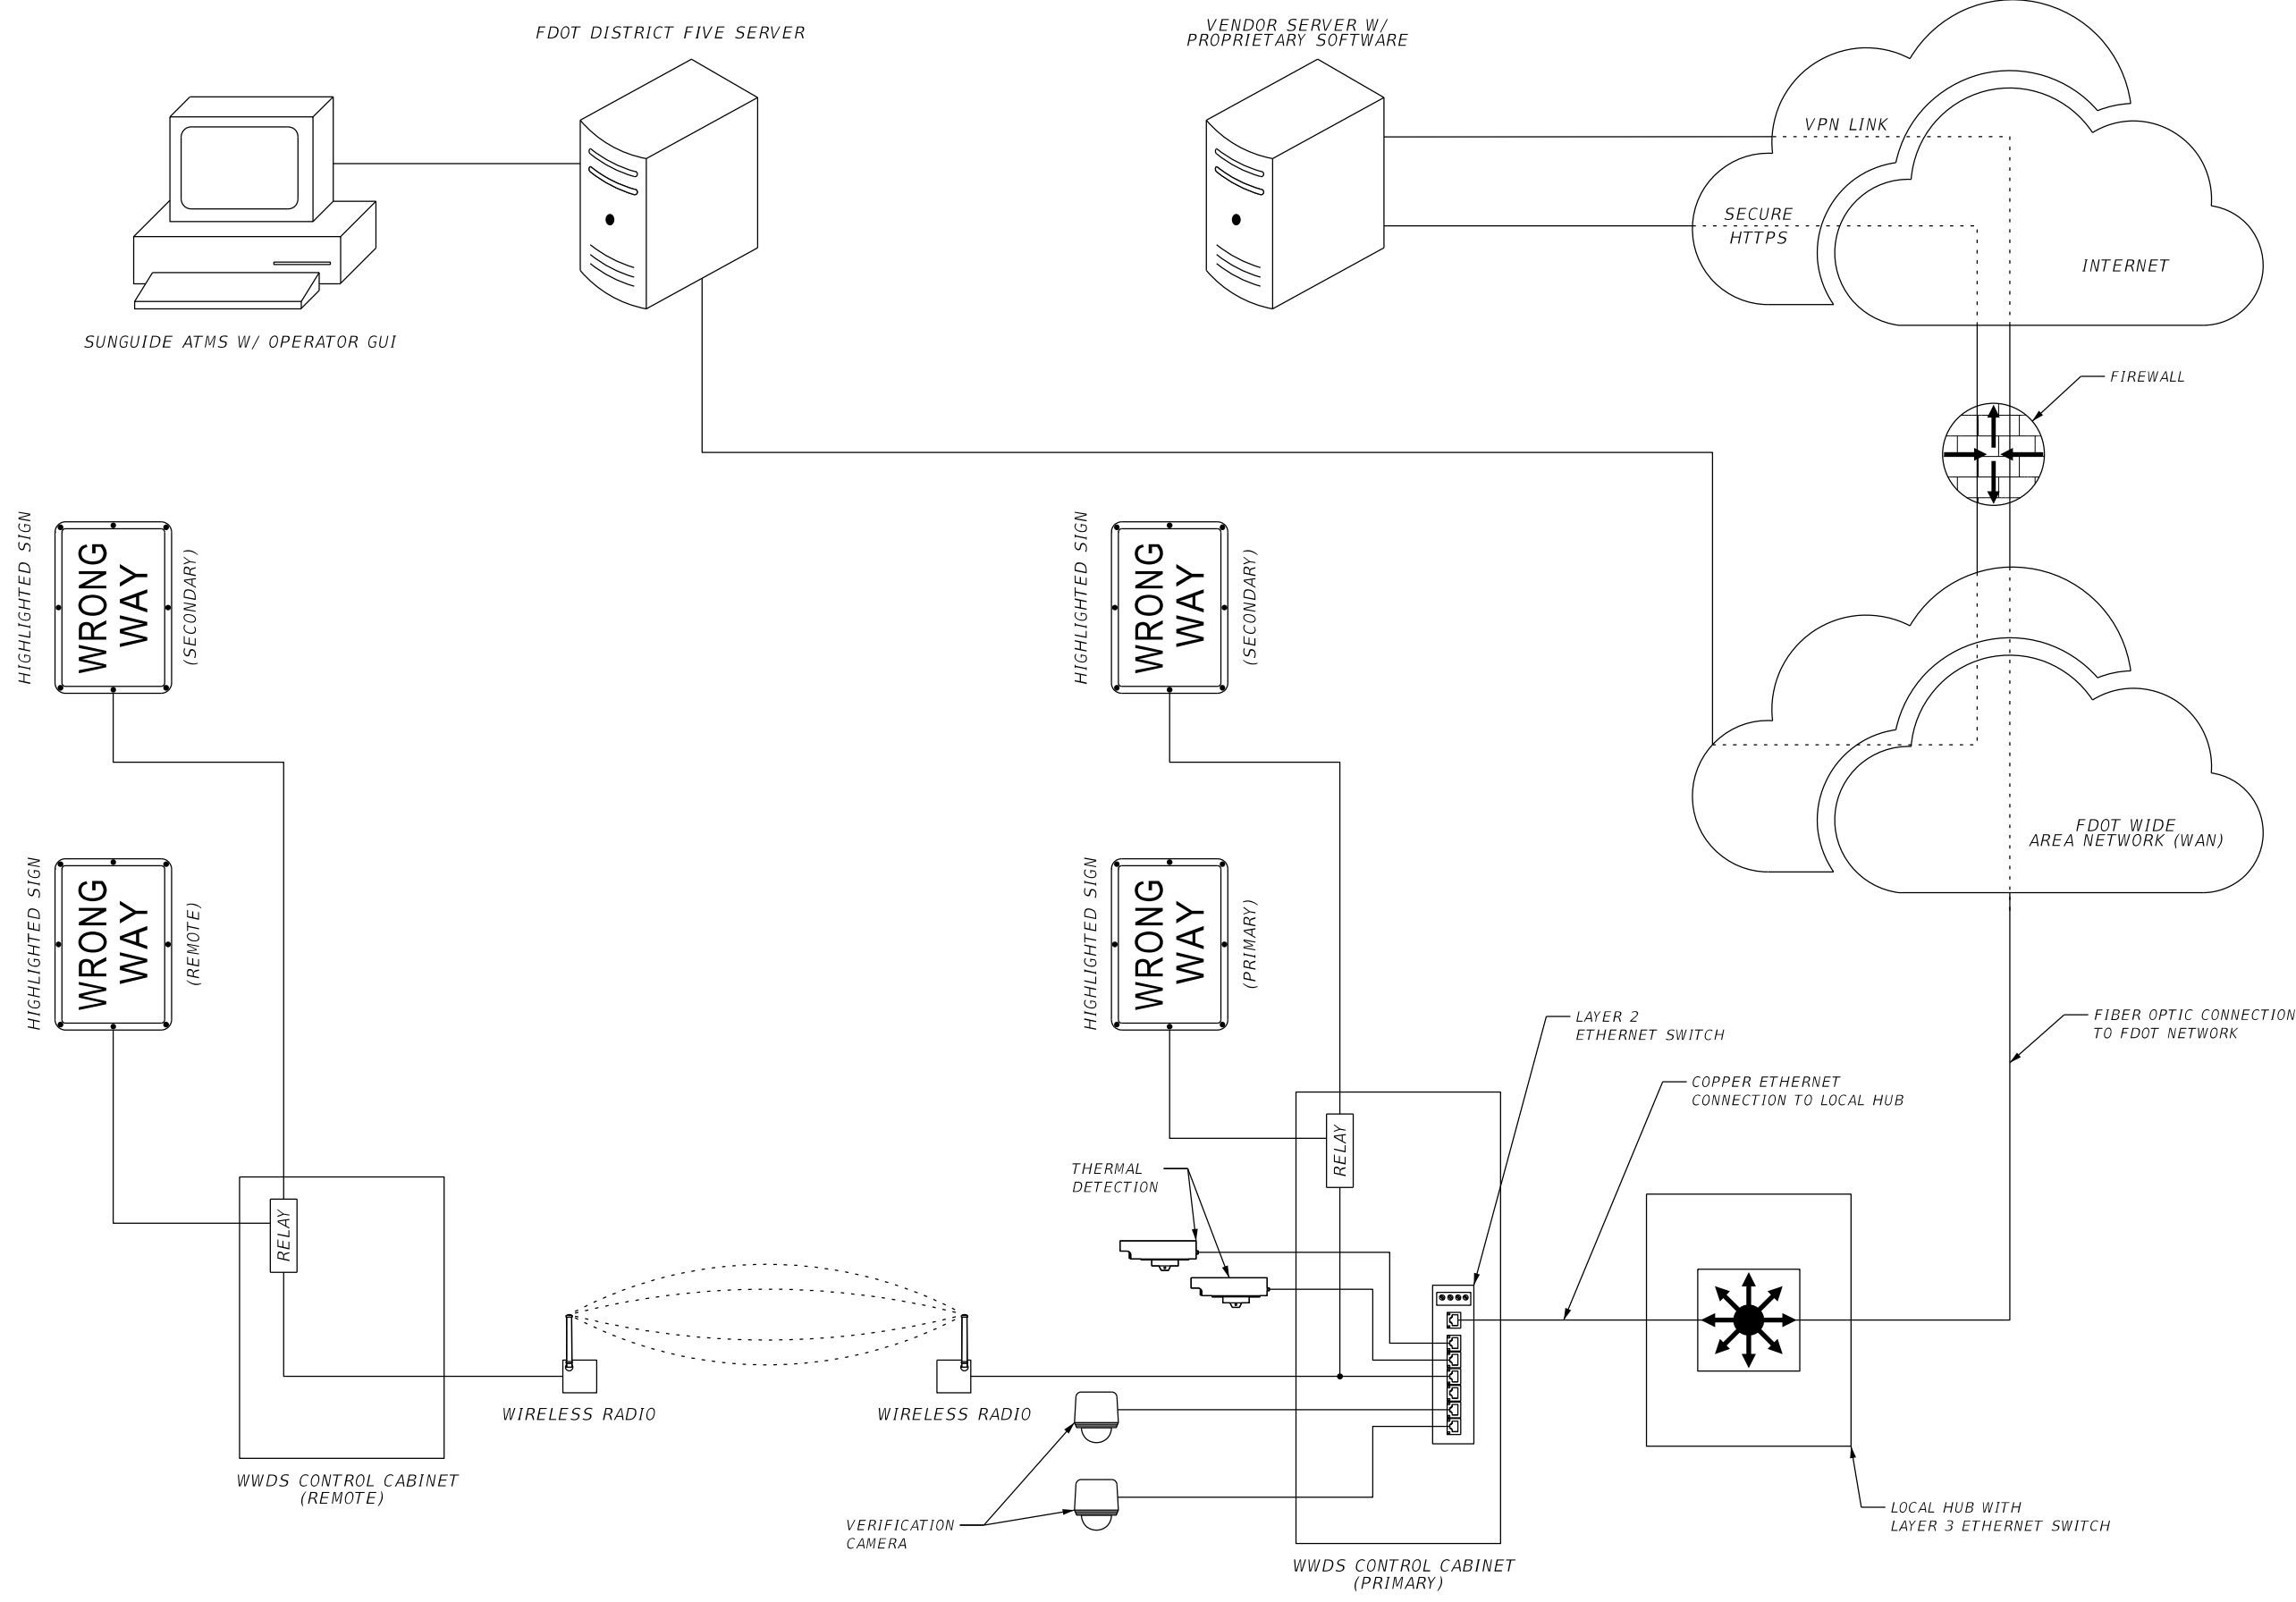 FDOT DISTRICT FIVE SERVER
VENDOR SERVER W/
PROPRIETARY SOFTWARE
VPN LINK
SECURE
HTTPS
INTERNET
SUNGUIDE ATMS W/ OPERATOR GUI
FIREWALL
HIGHLIGHTED SIGN
WRONG
WAY
(SECONDARY)
HIGHLIGHTED SIGN
WRONG
WAY
(SECONDARY)
FDOT WIDE
AREA NETWORK (WAN)
HIGHLIGHTED SIGN
WRONG
WAY
(REMOTE)
HIGHLIGHTED SIGN
WRONG
WAY
(PRIMARY)
LAYER 2
ETHERNET SWITCH
FIBER OPTIC CONNECTION
TO FDOT NETWORK
COPPER ETHERNET
CONNECTION TO LOCAL HUB
RELAY
THERMAL
DETECTION
RELAY
WIRELESS RADIO
WIRELESS RADIO
WWDS CONTROL CABINET
(REMOTE)
VERIFICATION
CAMERA
LOCAL HUB WITH
LAYER 3 ETHERNET SWITCH
WWDS CONTROL CABINET
(PRIMARY)